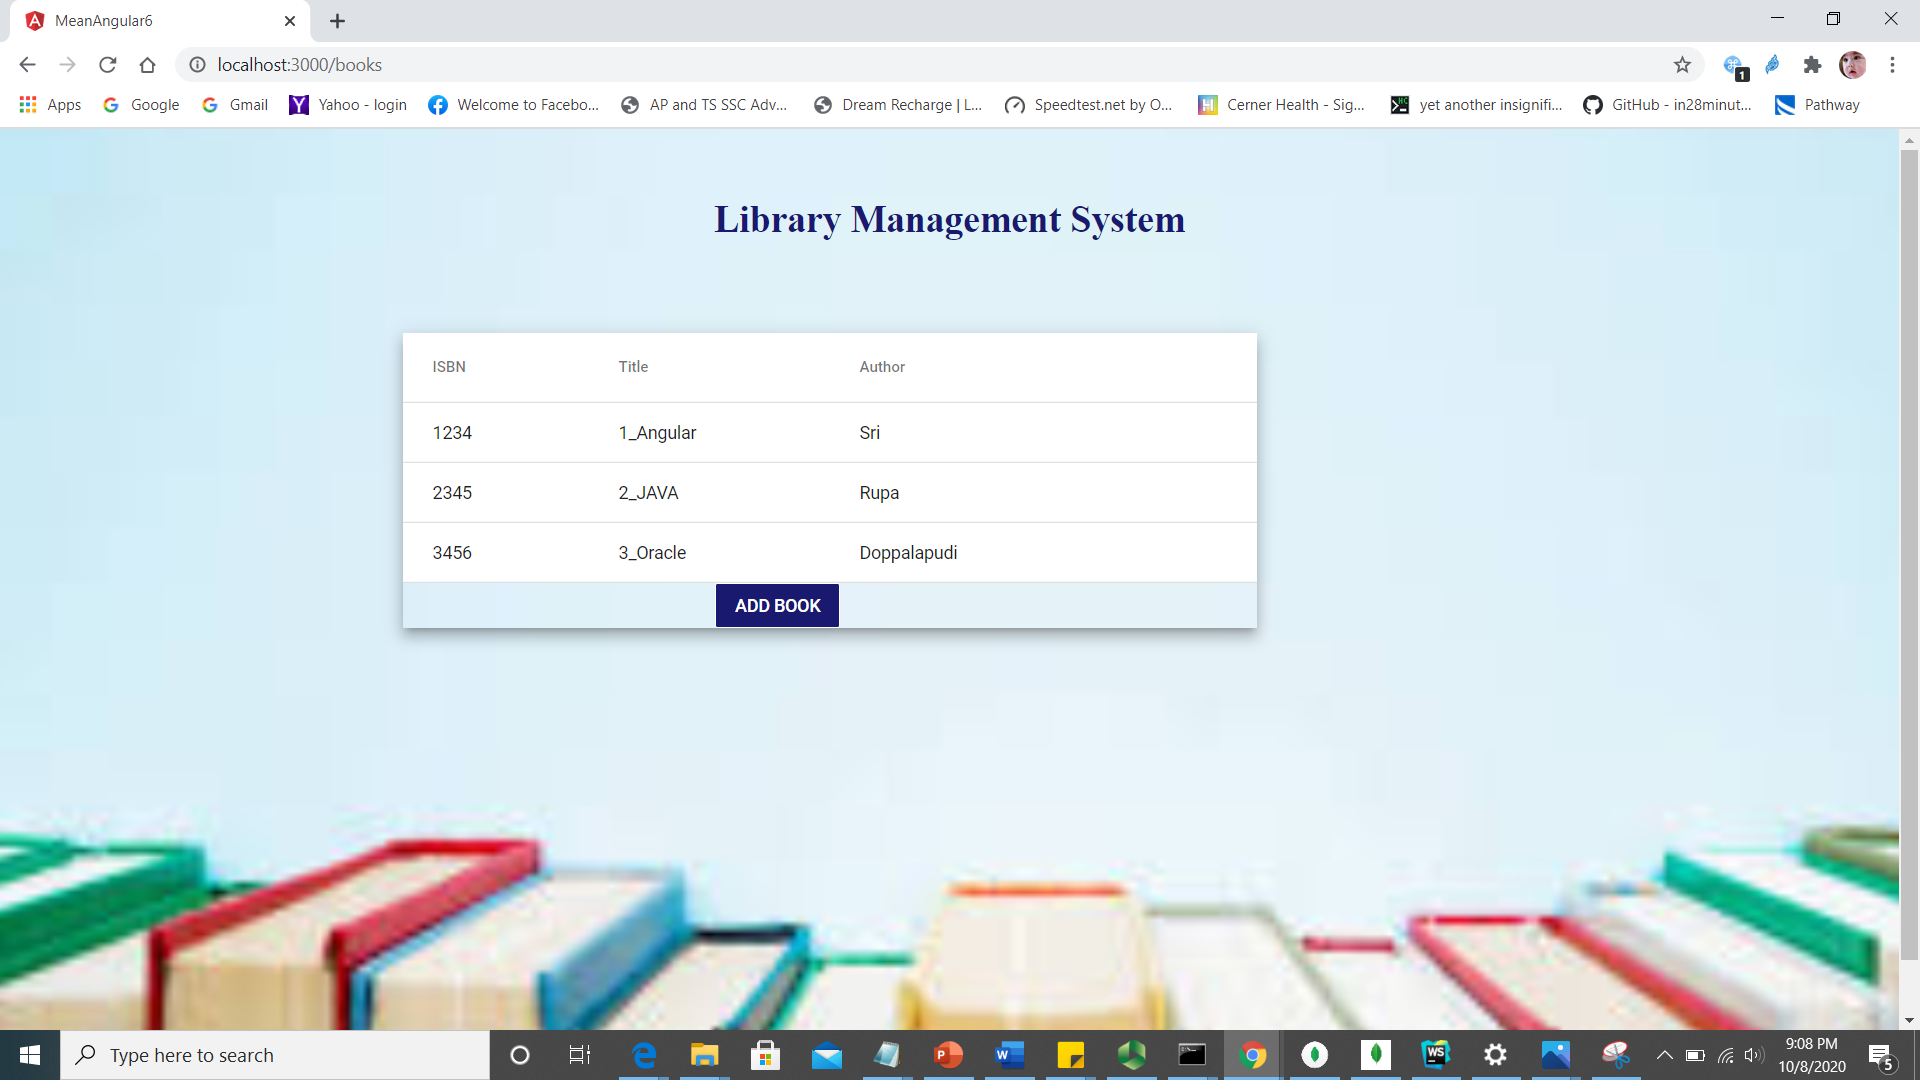 MeanAngular6
localhost:3000/books
1
Apps Google Gmail Yahoo - login Welcome to Facebo... AP and TS SSC Adv... Dream Recharge | L... Speedtest.net by O... Cerner Health - Sig... yet another insignifi... GitHub - in28minut... Pathway
Library Management System
ISBN Title Author
1234 1_Angular Sri
2345 2_JAVA Rupa
3456 3_Oracle Doppalapudi
ADD BOOK
Type here to search
9:08 PM
10/8/2020
5